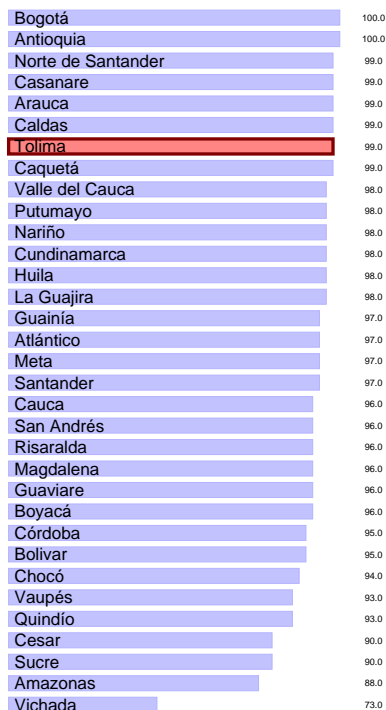 Bogotá 100.0
Antioquia 100.0
Norte de Santander 99.0
Casanare 99.0
Arauca 99.0
Caldas 99.0
Tolima 99.0
Caquetá 99.0
Valle del Cauca 98.0
Putumayo 98.0
Nariño 98.0
Cundinamarca 98.0
Huila 98.0
La Guajira 98.0
Guainía 97.0
Atlántico 97.0
Meta 97.0
Santander 97.0
Cauca 96.0
San Andrés 96.0
Risaralda 96.0
Magdalena 96.0
Guaviare 96.0
Boyacá 96.0
Córdoba 95.0
Bolivar 95.0
Chocó 94.0
Vaupés 93.0
Quindío 93.0
Cesar 90.0
Sucre 90.0
Amazonas 88.0
Vichada 73.0